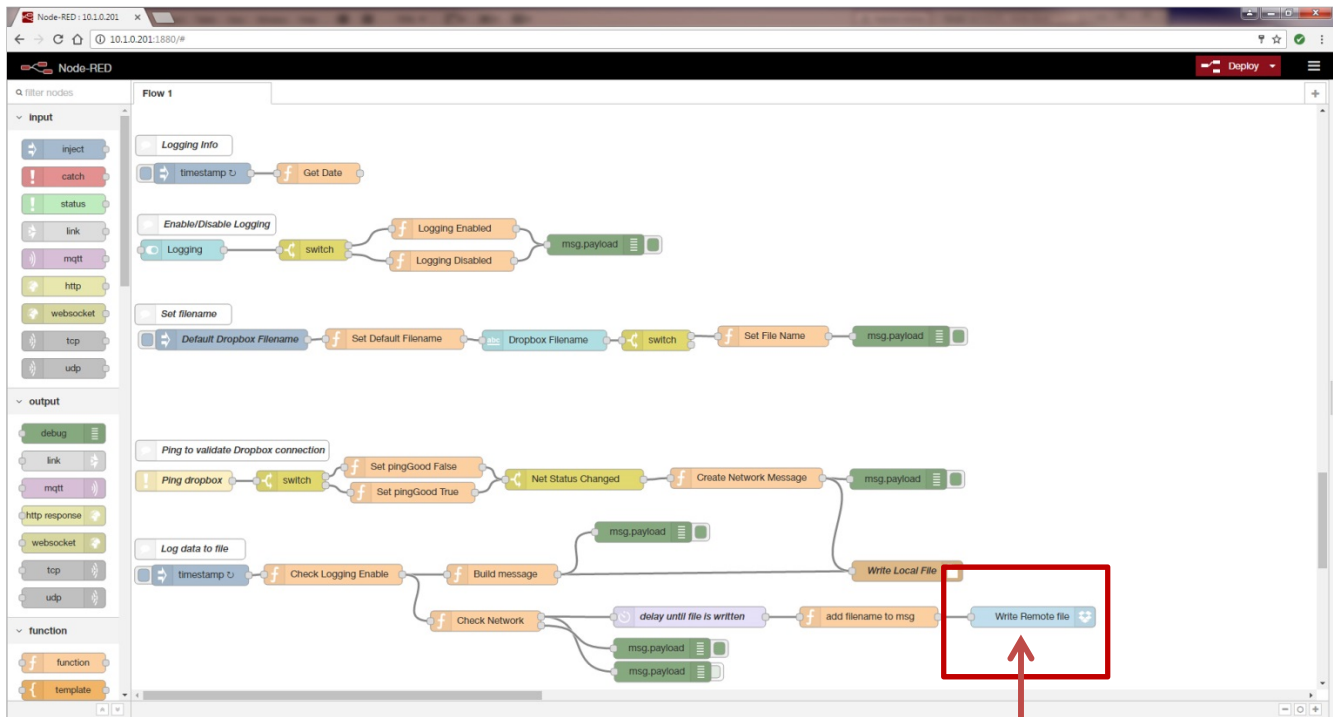 Node-RED : 10.1.0.201
10.1.0.201:1880/#
Node-RED
Deploy
filter nodes
Flow 1
input
inject
catch
status
link
mqtt
http
websocket
tcp
udp
output
debug
link
mqtt
http response
websocket
tcp
udp
function
function
template
Logging Info
timestamp ↻
Get Date
Enable/Disable Logging
Logging
switch
Logging Enabled
Logging Disabled
msg.payload
Set filename
Default Dropbox Filename
Set Default Filename
abc
Dropbox Filename
switch
Set File Name
msg.payload
Ping to validate Dropbox connection
Ping dropbox
switch
Set pingGood False
Set pingGood True
Net Status Changed
Create Network Message
msg.payload
msg.payload
Log data to file
timestamp ↻
Check Logging Enable
Build message
Write Local File
Check Network
delay until file is written
add filename to msg
Write Remote file
msg.payload
msg.payload